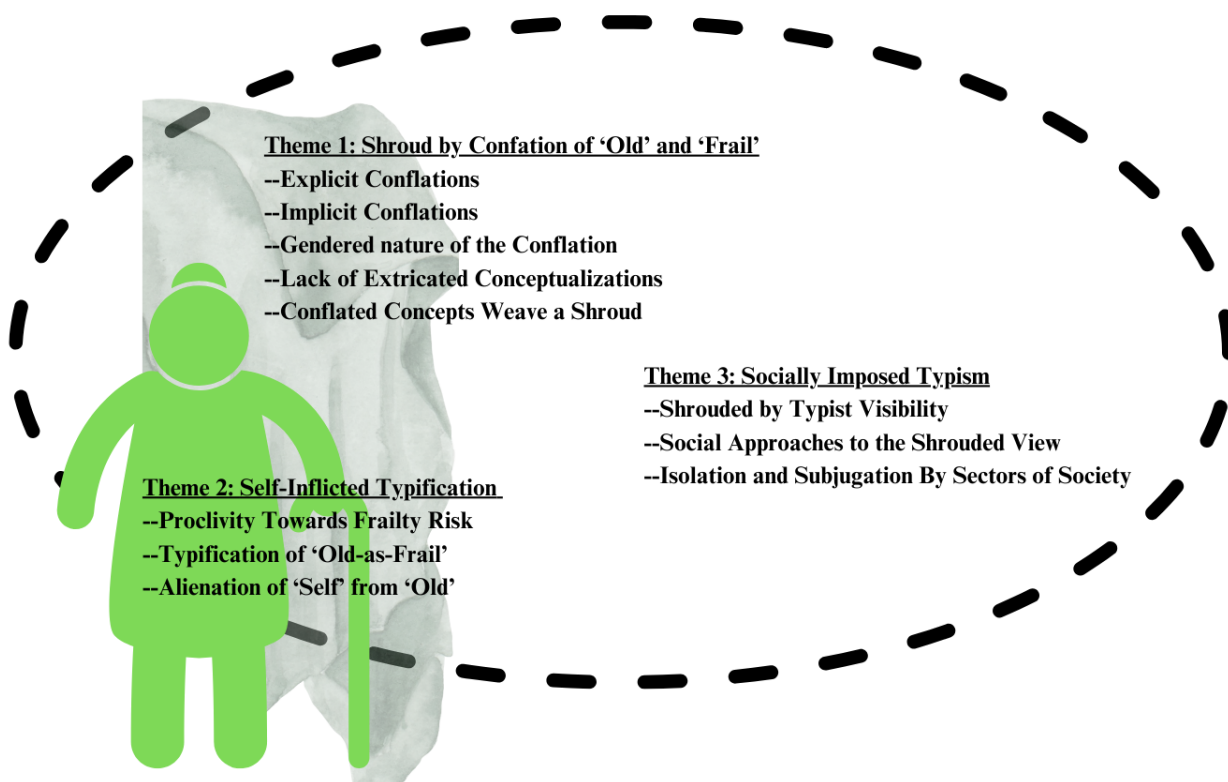 Theme 1: Shroud by Confation of ‘Old’ and ‘Frail’
--Explicit Conflations
--Implicit Conflations
--Gendered nature of the Conflation
--Lack of Extricated Conceptualizations
--Conflated Concepts Weave a Shroud
Theme 3: Socially Imposed Typism
--Shrouded by Typist Visibility
--Social Approaches to the Shrouded View
--Isolation and Subjugation By Sectors of Society
Theme 2: Self-Inflicted Typification
--Proclivity Towards Frailty Risk
--Typification of ‘Old-as-Frail’
--Alienation of ‘Self’ from ‘Old’